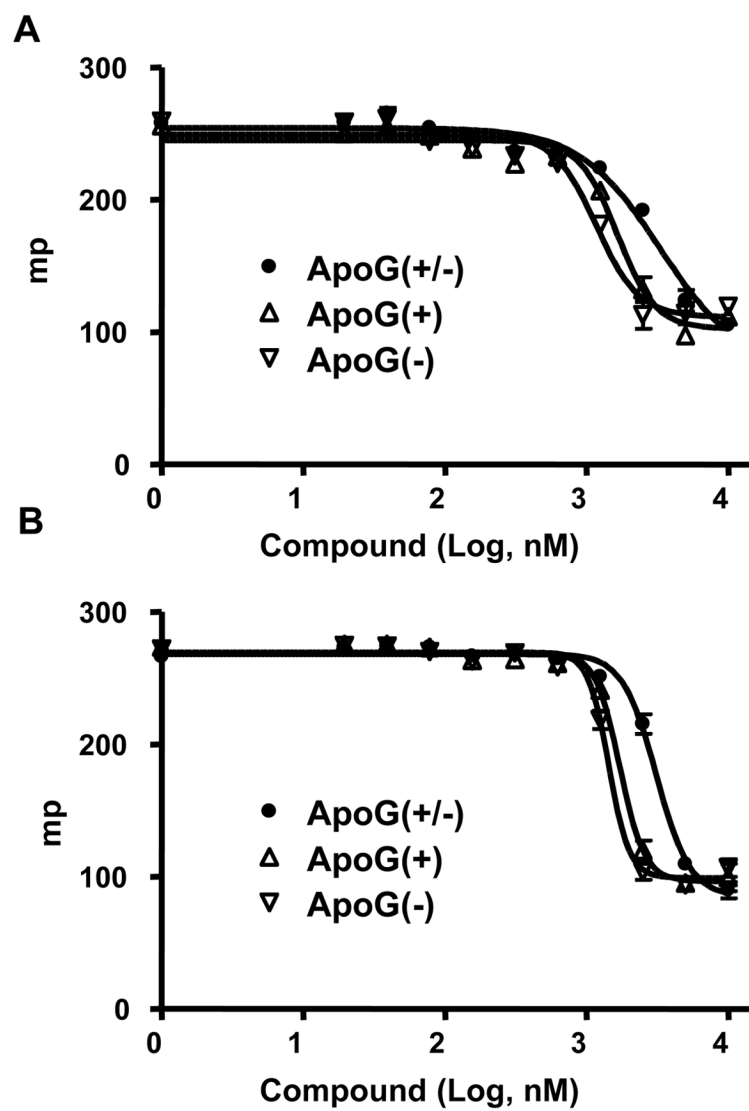 A
300
200
100
0
mp
ApoG(+/-)
ApoG(+)
ApoG(-)
0 1 2 3 4
Compound (Log, nM)
B
300
200
100
0
mp
ApoG(+/-)
ApoG(+)
ApoG(-)
0 1 2 3 4
Compound (Log, nM)